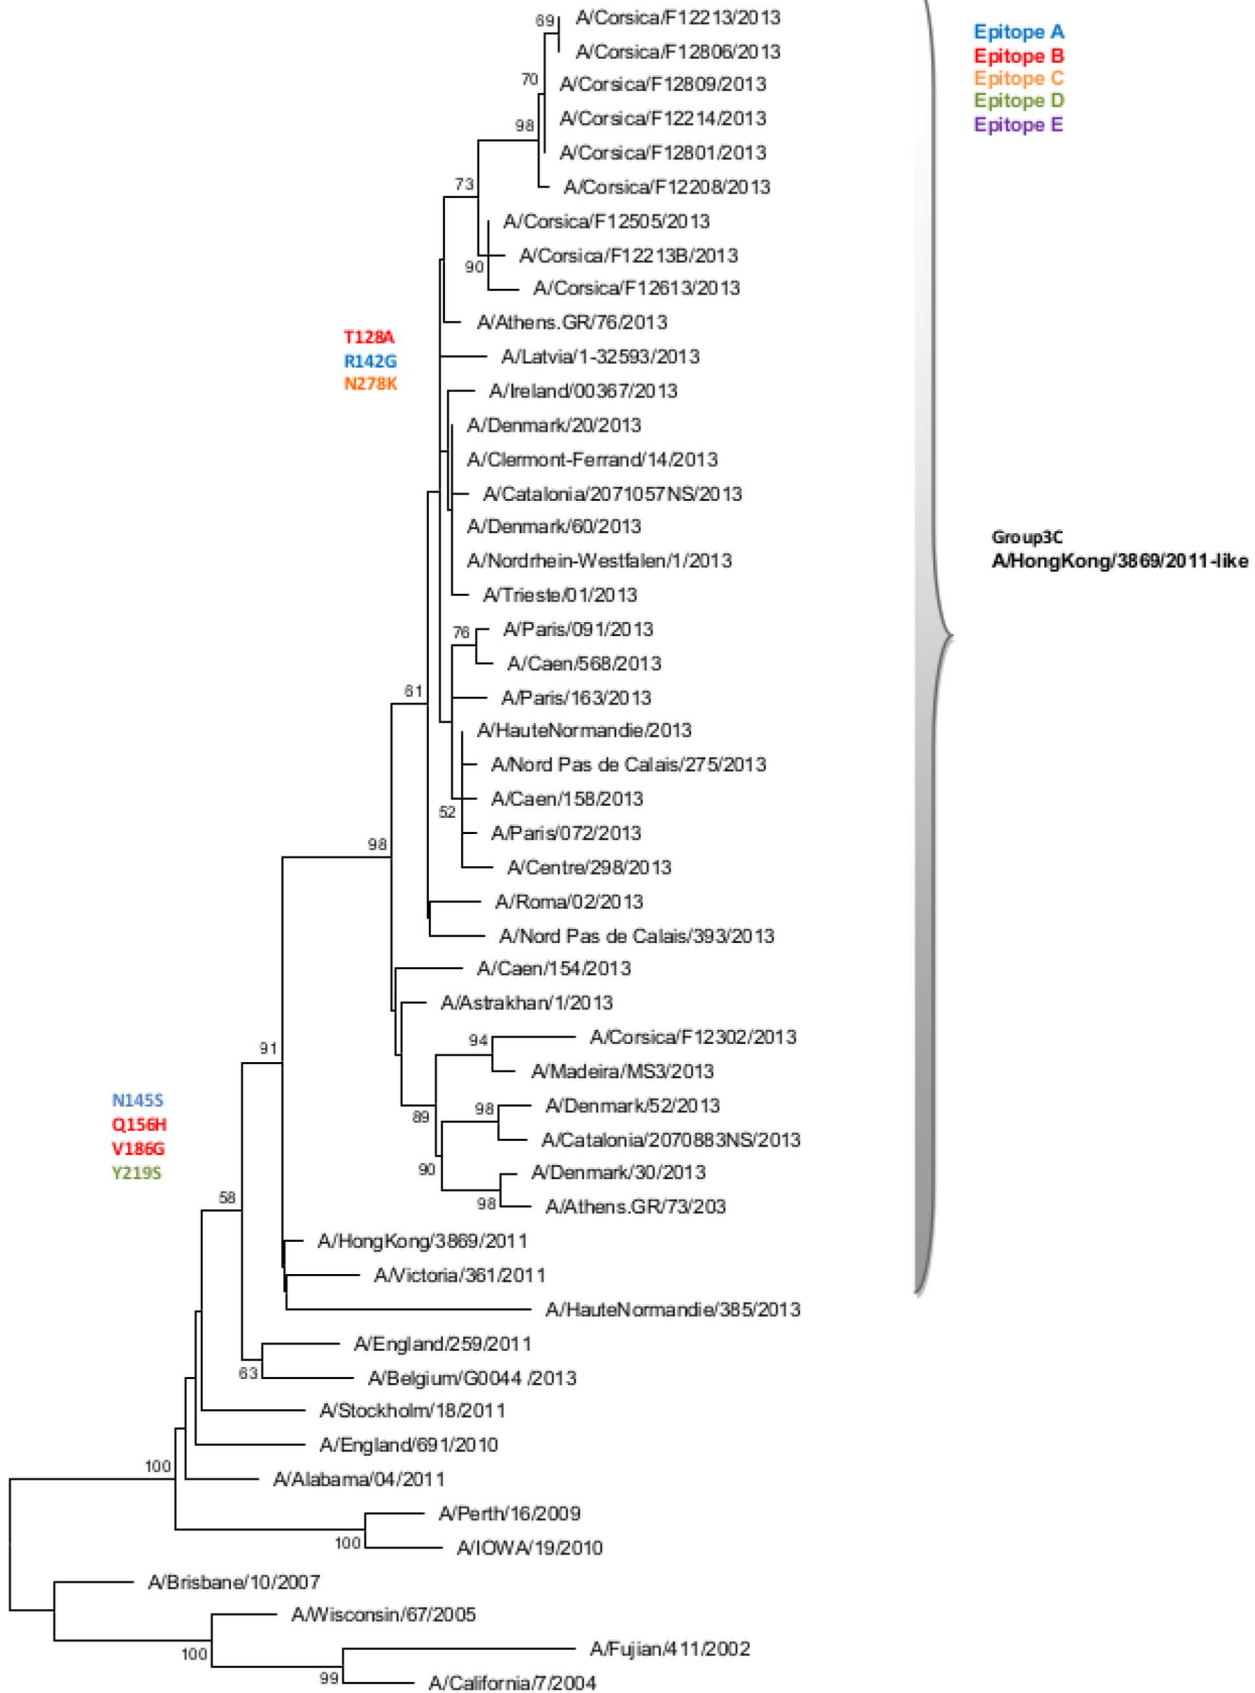 69
A/Corsica/F12213/2013
A/Corsica/F12806/2013
70
A/Corsica/F12809/2013
A/Corsica/F12214/2013
98
A/Corsica/F12801/2013
A/Corsica/F12208/2013
73
A/Corsica/F12505/2013
A/Corsica/F12213B/2013
90
A/Corsica/F12613/2013
A/Athens.GR/76/2013
A/Latvia/1-32593/2013
A/Ireland/00367/2013
A/Denmark/20/2013
A/Clermont-Ferrand/14/2013
A/Catalonia/2071057NS/2013
A/Denmark/60/2013
A/Nordrhein-Westfalen/1/2013
A/Trieste/01/2013
76
A/Paris/091/2013
A/Caen/568/2013
61
A/Paris/163/2013
A/HauteNormandie/2013
A/Nord Pas de Calais/275/2013
A/Caen/158/2013
52
A/Paris/072/2013
98
A/Centre/298/2013
A/Roma/02/2013
A/Nord Pas de Calais/393/2013
A/Caen/154/2013
A/Astrakhan/1/2013
94
A/Corsica/F12302/2013
91
A/Madeira/MS3/2013
89
98
A/Denmark/52/2013
A/Catalonia/2070883NS/2013
90
A/Denmark/30/2013
98
A/Athens.GR/73/203
58
A/HongKong/3869/2011
A/Victoria/361/2011
A/HauteNormandie/385/2013
A/England/259/2011
63
A/Belgium/G0044 /2013
A/Stockholm/18/2011
A/England/691/2010
100
A/Alabama/04/2011
A/Perth/16/2009
100
A/IOWA/19/2010
A/Brisbane/10/2007
A/Wisconsin/67/2005
100
A/Fujian/411/2002
99
A/California/7/2004
T128A
R142G
N278K
N145S
Q156H
V186G
Y219S
Epitope A
Epitope B
Epitope C
Epitope D
Epitope E
Group3C
A/HongKong/3869/2011-like